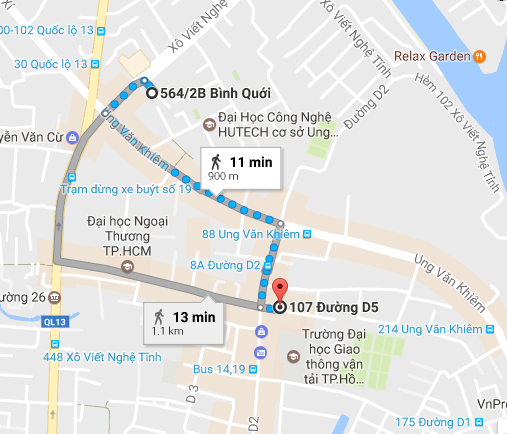 00-102 Quốc lộ 13
Xô Viết Nghệ Tĩnh
30 Quốc lộ 13
Relax Garden
564/2B Bình Quới
Xô Viết Nghệ Tĩnh
Đường D2
Hẻm 102 Xô Viết Nghệ Tĩnh
Đại Học Công Nghệ
HUTECH cơ sở Ung...
yễn Văn Cừ
Ung Văn Khiêm
11 min
900 m
Trạm dừng xe buýt số 19
Đại học Ngoại
Thương
TP.HCM
88 Ung Văn Khiêm
8A Đường D2
Ung Văn Khiêm
ường 26
107 Đường D5
13 min
1.1 km
QL13
214 Ung Văn Khiêm
Trường Đại
học Giao
thông vận
tải TP.Hồ...
448 Xô Viết Nghệ Tĩnh
Bus 14,19
D 3
D2
VnPro
175 Đường D1